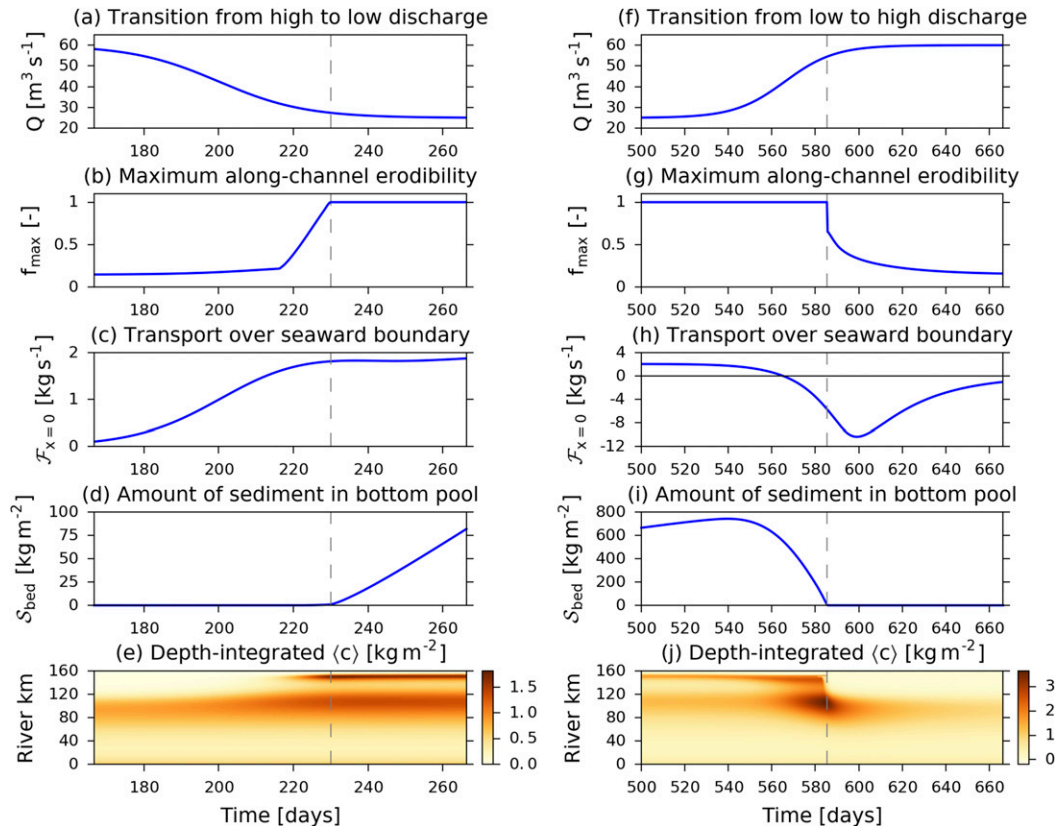 (a) Transition from high to low discharge
Q [m³ s⁻¹]
60
50
40
30
20
180 200 220 240 260
(b) Maximum along-channel erodibility
f_max [-]
1
0.5
0
180 200 220 240 260
(c) Transport over seaward boundary
ℱ_x=0 [kg s⁻¹]
2
1
0
180 200 220 240 260
(d) Amount of sediment in bottom pool
𝒮_bed [kg m⁻²]
100
75
50
25
0
180 200 220 240 260
(e) Depth-integrated ⟨c⟩ [kg m⁻²]
River km
160
120
80
40
0
1.5
1.0
0.5
0.0
180 200 220 240 260
Time [days]
(f) Transition from low to high discharge
Q [m³ s⁻¹]
60
50
40
30
20
500 520 540 560 580 600 620 640 660
(g) Maximum along-channel erodibility
f_max [-]
1
0.5
0
500 520 540 560 580 600 620 640 660
(h) Transport over seaward boundary
ℱ_x=0 [kg s⁻¹]
4
0
-4
-8
-12
500 520 540 560 580 600 620 640 660
(i) Amount of sediment in bottom pool
𝒮_bed [kg m⁻²]
800
600
400
200
0
500 520 540 560 580 600 620 640 660
(j) Depth-integrated ⟨c⟩ [kg m⁻²]
River km
160
120
80
40
0
3
2
1
0
500 520 540 560 580 600 620 640 660
Time [days]